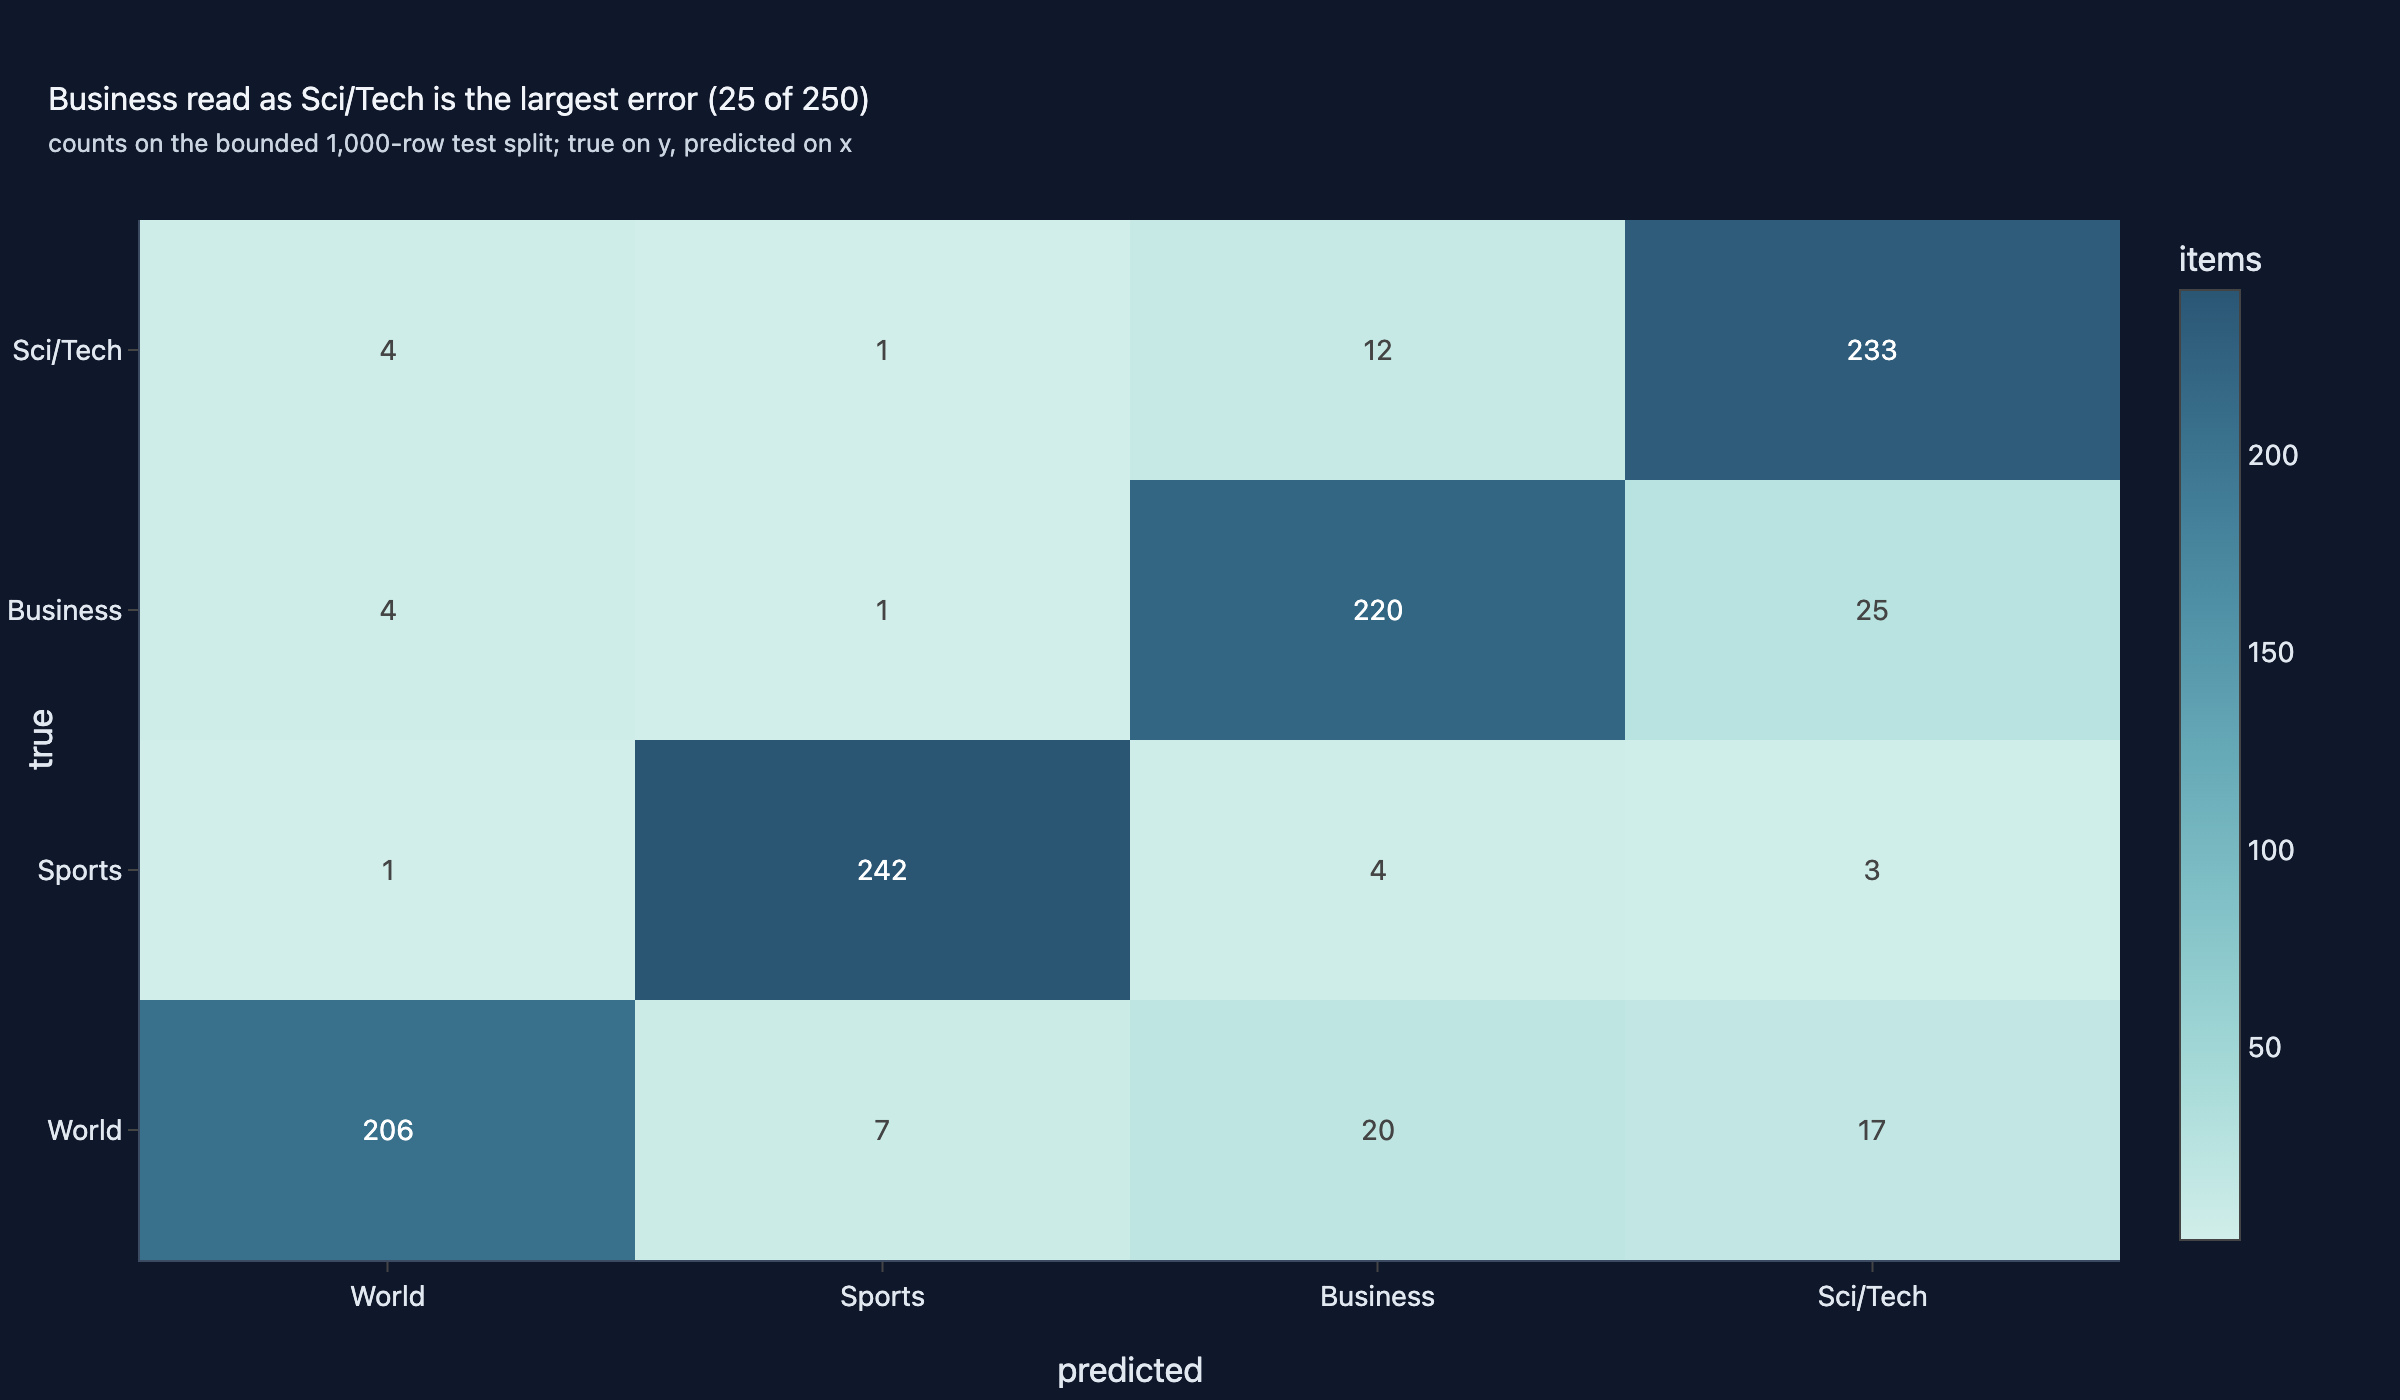 Business read as Sci/Tech is the largest error (25 of 250)
counts on the bounded 1,000-row test split; true on y, predicted on x
items
Sci/Tech 4 1 12 233
200
Business 4 1 220 25
150
true
Sports 1 242 4 3
100
50
World 206 7 20 17
World Sports Business Sci/Tech
predicted